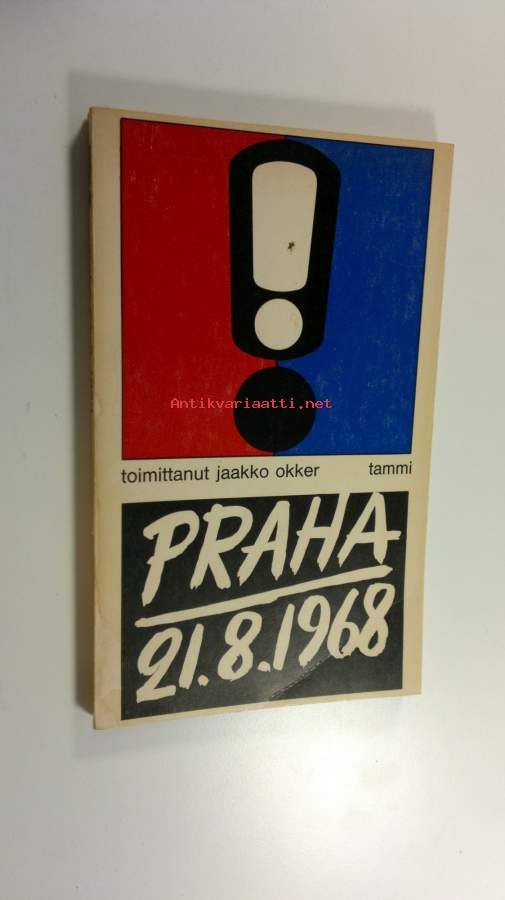 Antikvariaatti.net
toimittanut jaakko okker tammi
PRAHA
21.8.1968